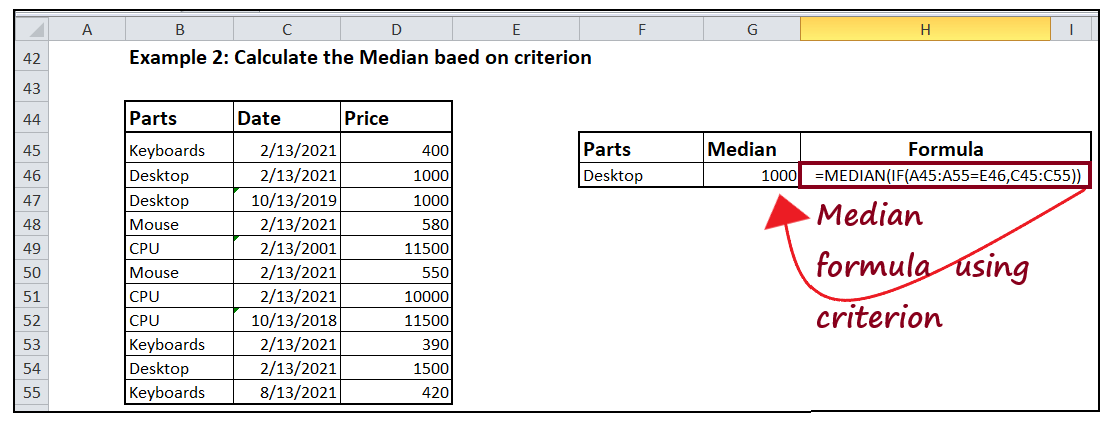 A B C D E F G H I
42 Example 2: Calculate the Median baed on criterion
43
44 Parts Date Price
45 Keyboards 2/13/2021 400 Parts Median Formula
46 Desktop 2/13/2021 1000 Desktop 1000 =MEDIAN(IF(A45:A55=E46,C45:C55))
47 Desktop 10/13/2019 1000
48 Mouse 2/13/2021 580 Median
49 CPU 2/13/2001 11500
50 Mouse 2/13/2021 550 formula using
51 CPU 2/13/2021 10000
52 CPU 10/13/2018 11500 criterion
53 Keyboards 2/13/2021 390
54 Desktop 2/13/2021 1500
55 Keyboards 8/13/2021 420